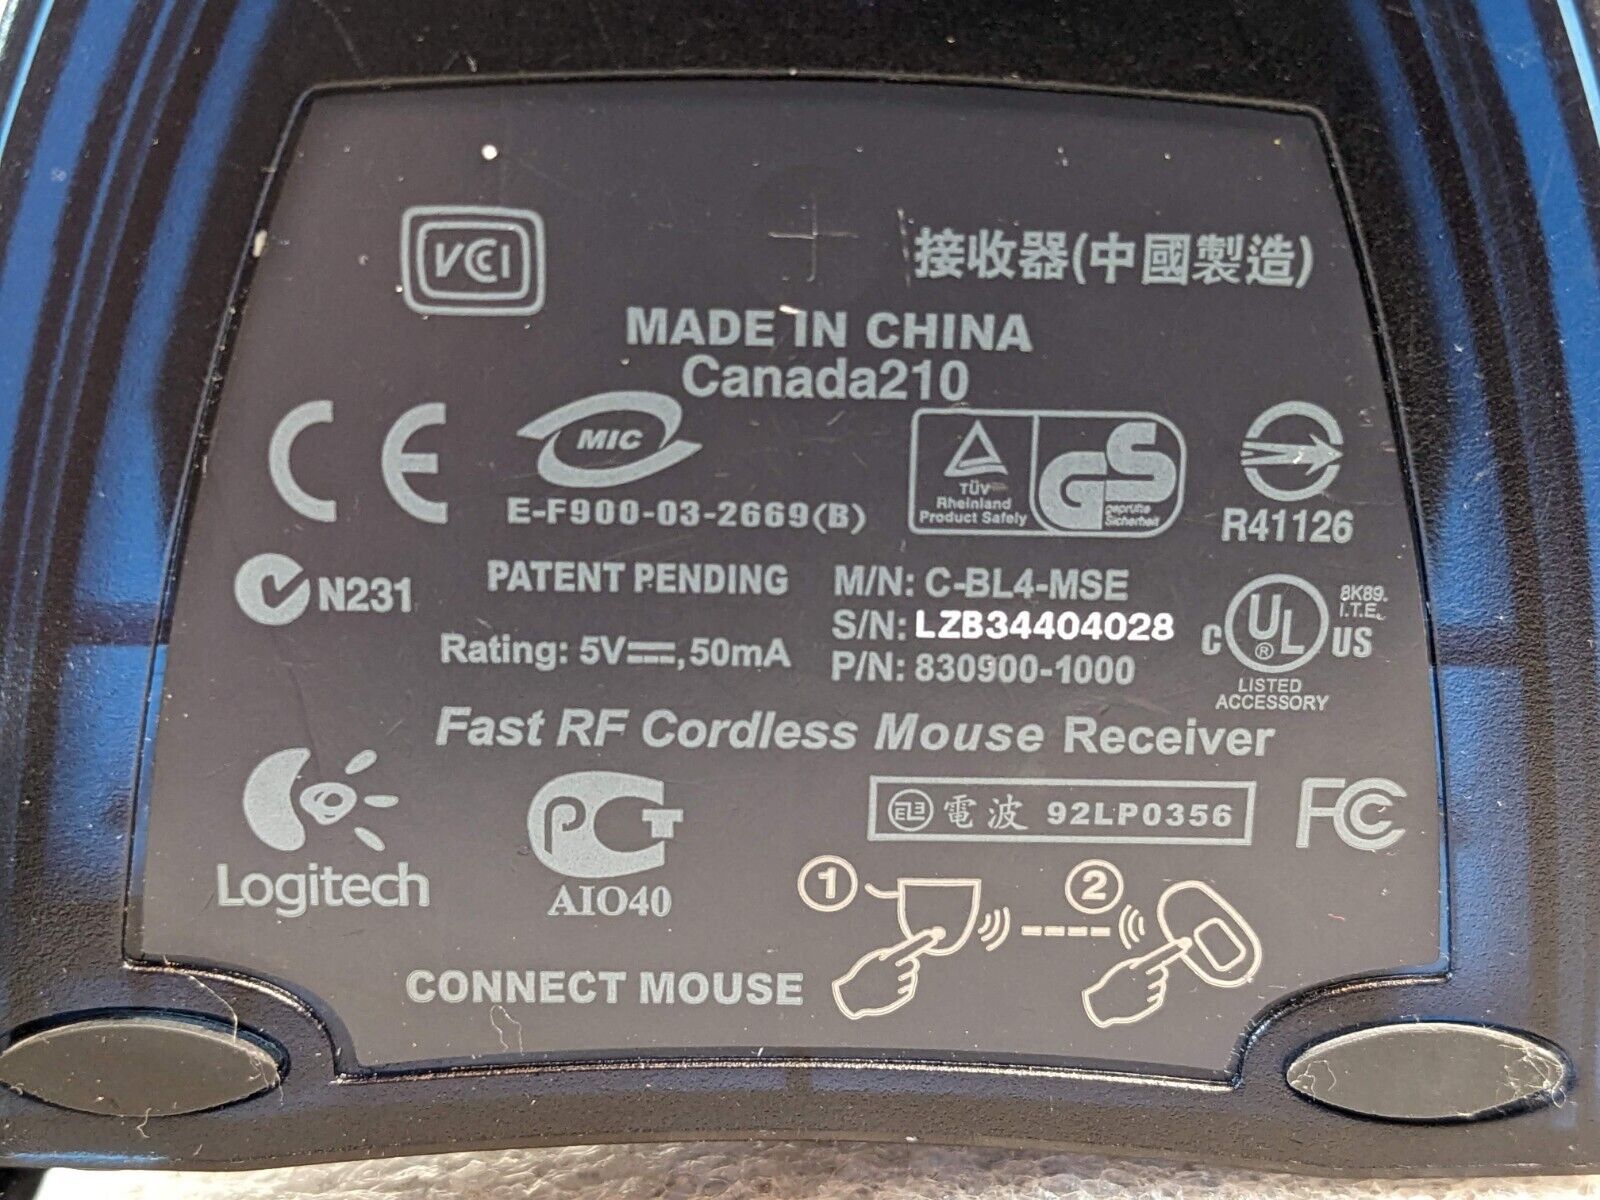 VCCI
接收器(中國製造)
MADE IN CHINA
Canada210
CE
MIC
E-F900-03-2669(B)
TÜV
Rheinland
Product Safety
GS
geprüfte
Sicherheit
R41126
N231
PATENT PENDING
Rating: 5V⎓, 50mA
M/N: C-BL4-MSE
S/N: LZB34404028
P/N: 830900-1000
C UL ® US
8K89.
I.T.E.
LISTED
ACCESSORY
Fast RF Cordless Mouse Receiver
Logitech
PCT
AIO40
電波 92LP0356
FC
CONNECT MOUSE
1
2